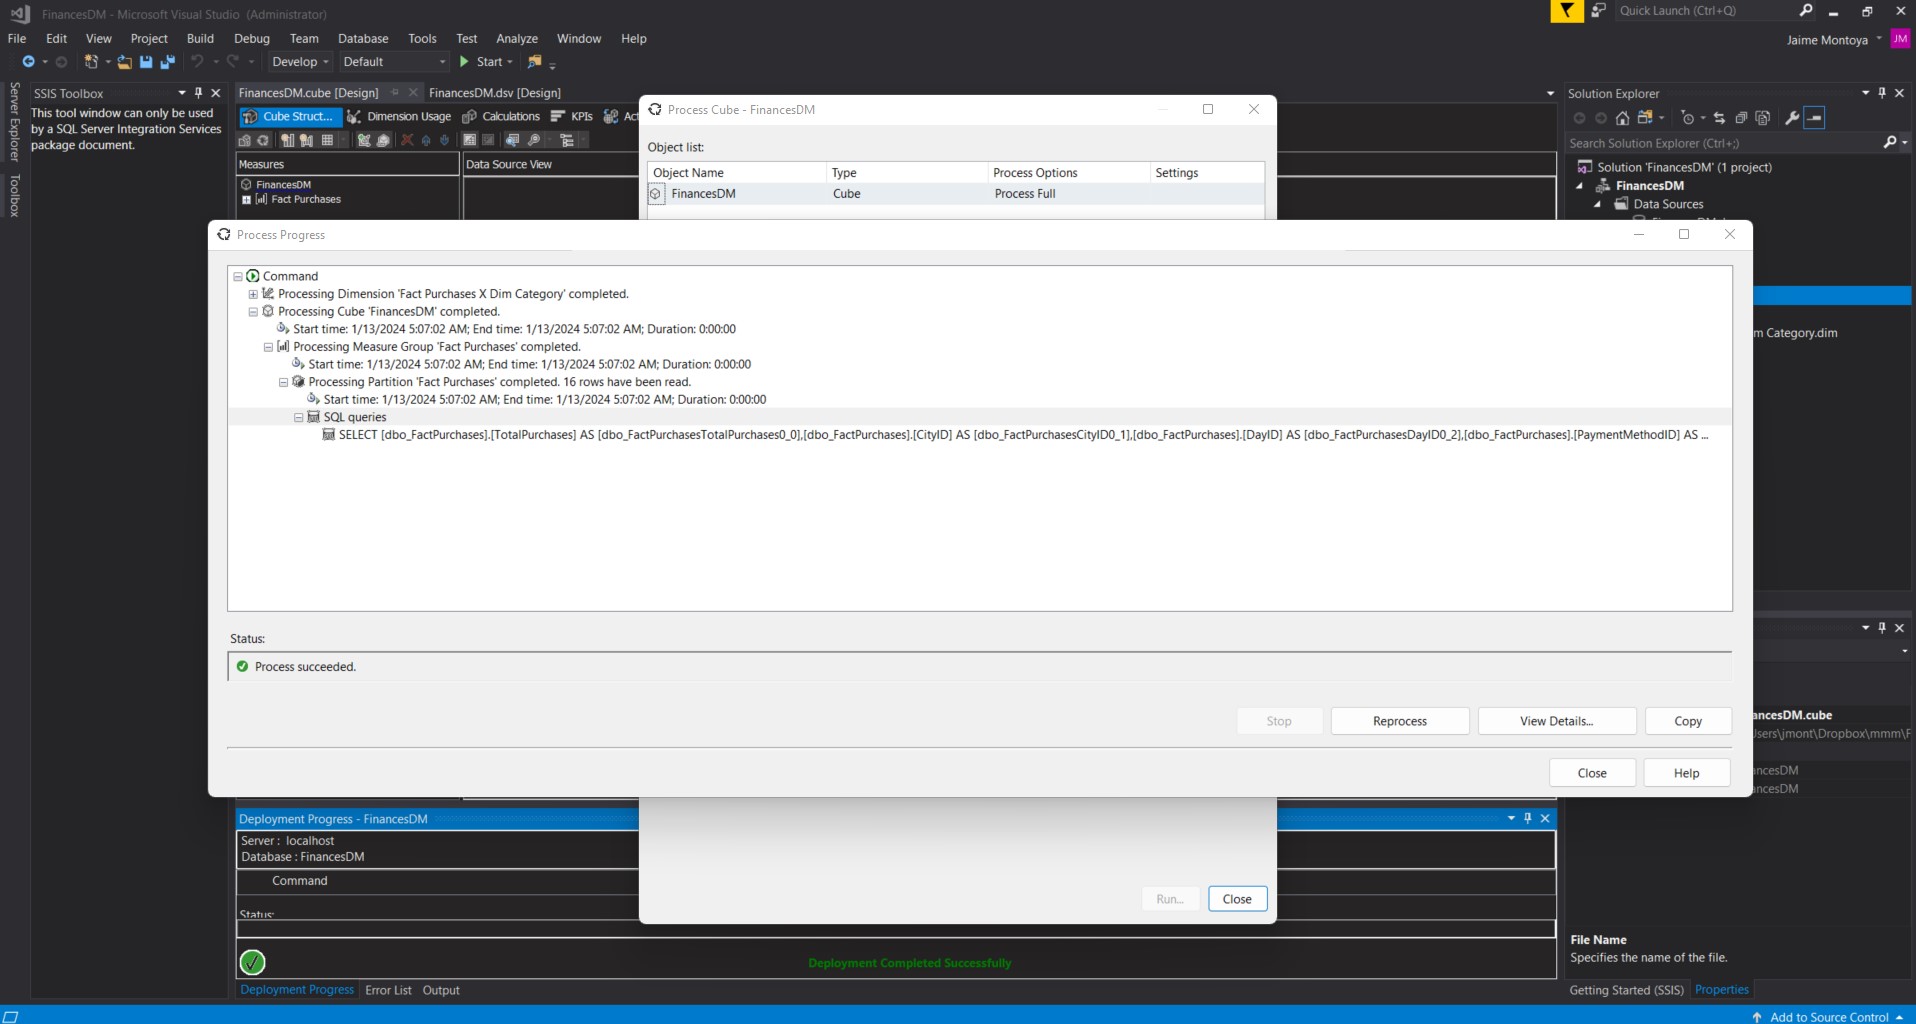 FinancesDM - Microsoft Visual Studio (Administrator)
Quick Launch (Ctrl+Q)
File Edit View Project Build Debug Team Database Tools Test Analyze Window Help
Jaime Montoya
JM
Develop
Default
Start
Server Explorer
Toolbox
SSIS Toolbox
This tool window can only be used
by a SQL Server Integration Services
package document.
FinancesDM.cube [Design]
FinancesDM.dsv [Design]
Cube Struct...
Dimension Usage
Calculations
KPIs
Measures
FinancesDM
Fact Purchases
Data Source View
Process Cube - FinancesDM
Object list:
Object Name Type Process Options Settings
FinancesDM Cube Process Full
Solution Explorer
Search Solution Explorer (Ctrl+;)
Solution 'FinancesDM' (1 project)
FinancesDM
Data Sources
Process Progress
Command
Processing Dimension 'Fact Purchases X Dim Category' completed.
Processing Cube 'FinancesDM' completed.
Start time: 1/13/2024 5:07:02 AM; End time: 1/13/2024 5:07:02 AM; Duration: 0:00:00
Processing Measure Group 'Fact Purchases' completed.
Start time: 1/13/2024 5:07:02 AM; End time: 1/13/2024 5:07:02 AM; Duration: 0:00:00
Processing Partition 'Fact Purchases' completed. 16 rows have been read.
Start time: 1/13/2024 5:07:02 AM; End time: 1/13/2024 5:07:02 AM; Duration: 0:00:00
SQL queries
SELECT [dbo_FactPurchases].[TotalPurchases] AS [dbo_FactPurchasesTotalPurchases0_0],[dbo_FactPurchases].[CityID] AS [dbo_FactPurchasesCityID0_1],[dbo_FactPurchases].[DayID] AS [dbo_FactPurchasesDayID0_2],[dbo_FactPurchases].[PaymentMethodID] AS ...
Status:
Process succeeded.
Stop
Reprocess
View Details...
Copy
Close
Help
m Category.dim
ancesDM.cube
Jsers\jmont\Dropbox\mmm\F
ancesDM
ancesDM
Deployment Progress - FinancesDM
Server : localhost
Database : FinancesDM
Command
Status:
Run...
Close
Deployment Completed Successfully
Deployment Progress
Error List
Output
File Name
Specifies the name of the file.
Getting Started (SSIS)
Properties
Add to Source Control